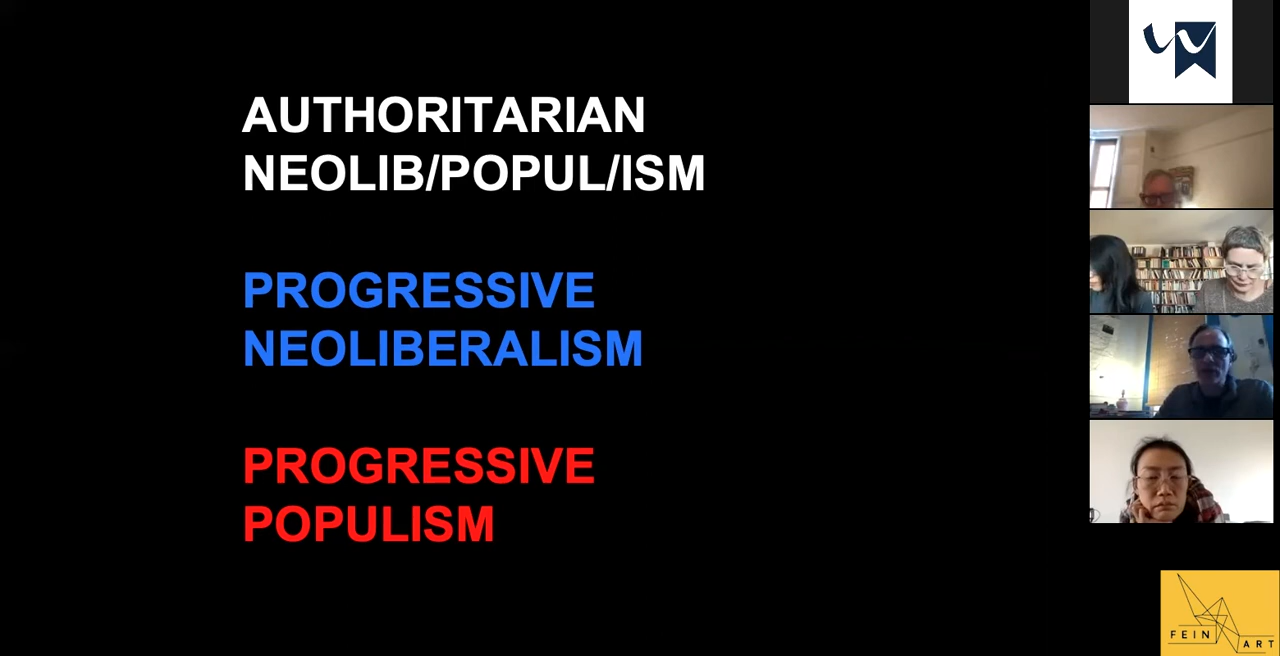 AUTHORITARIAN
NEOLIB/POPUL/ISM
PROGRESSIVE
NEOLIBERALISM
PROGRESSIVE
POPULISM
FEIN
ART